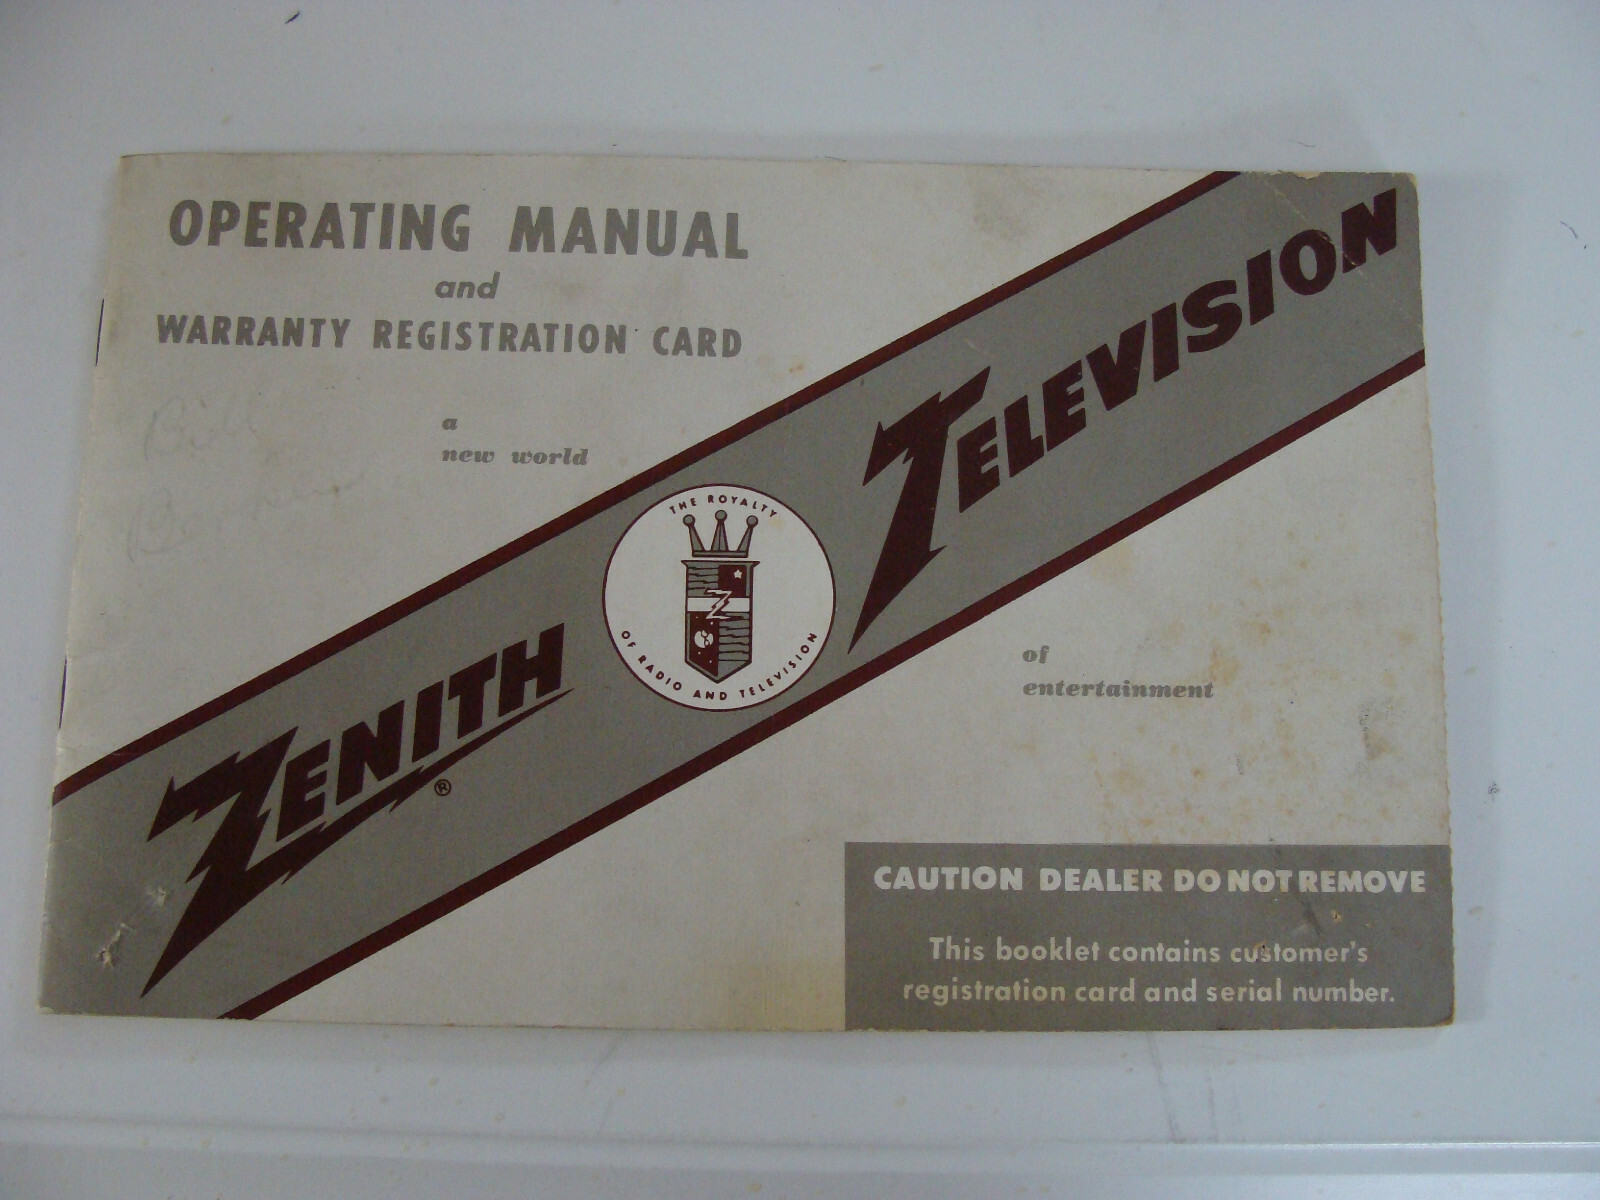 OPERATING MANUAL
and
WARRANTY REGISTRATION CARD
Bill
a
new world
ZENITH®
THE ROYALTY
OF RADIO AND TELEVISION
Z
TELEVISION
of
entertainment
CAUTION DEALER DO NOT REMOVE
This booklet contains customer's
registration card and serial number.